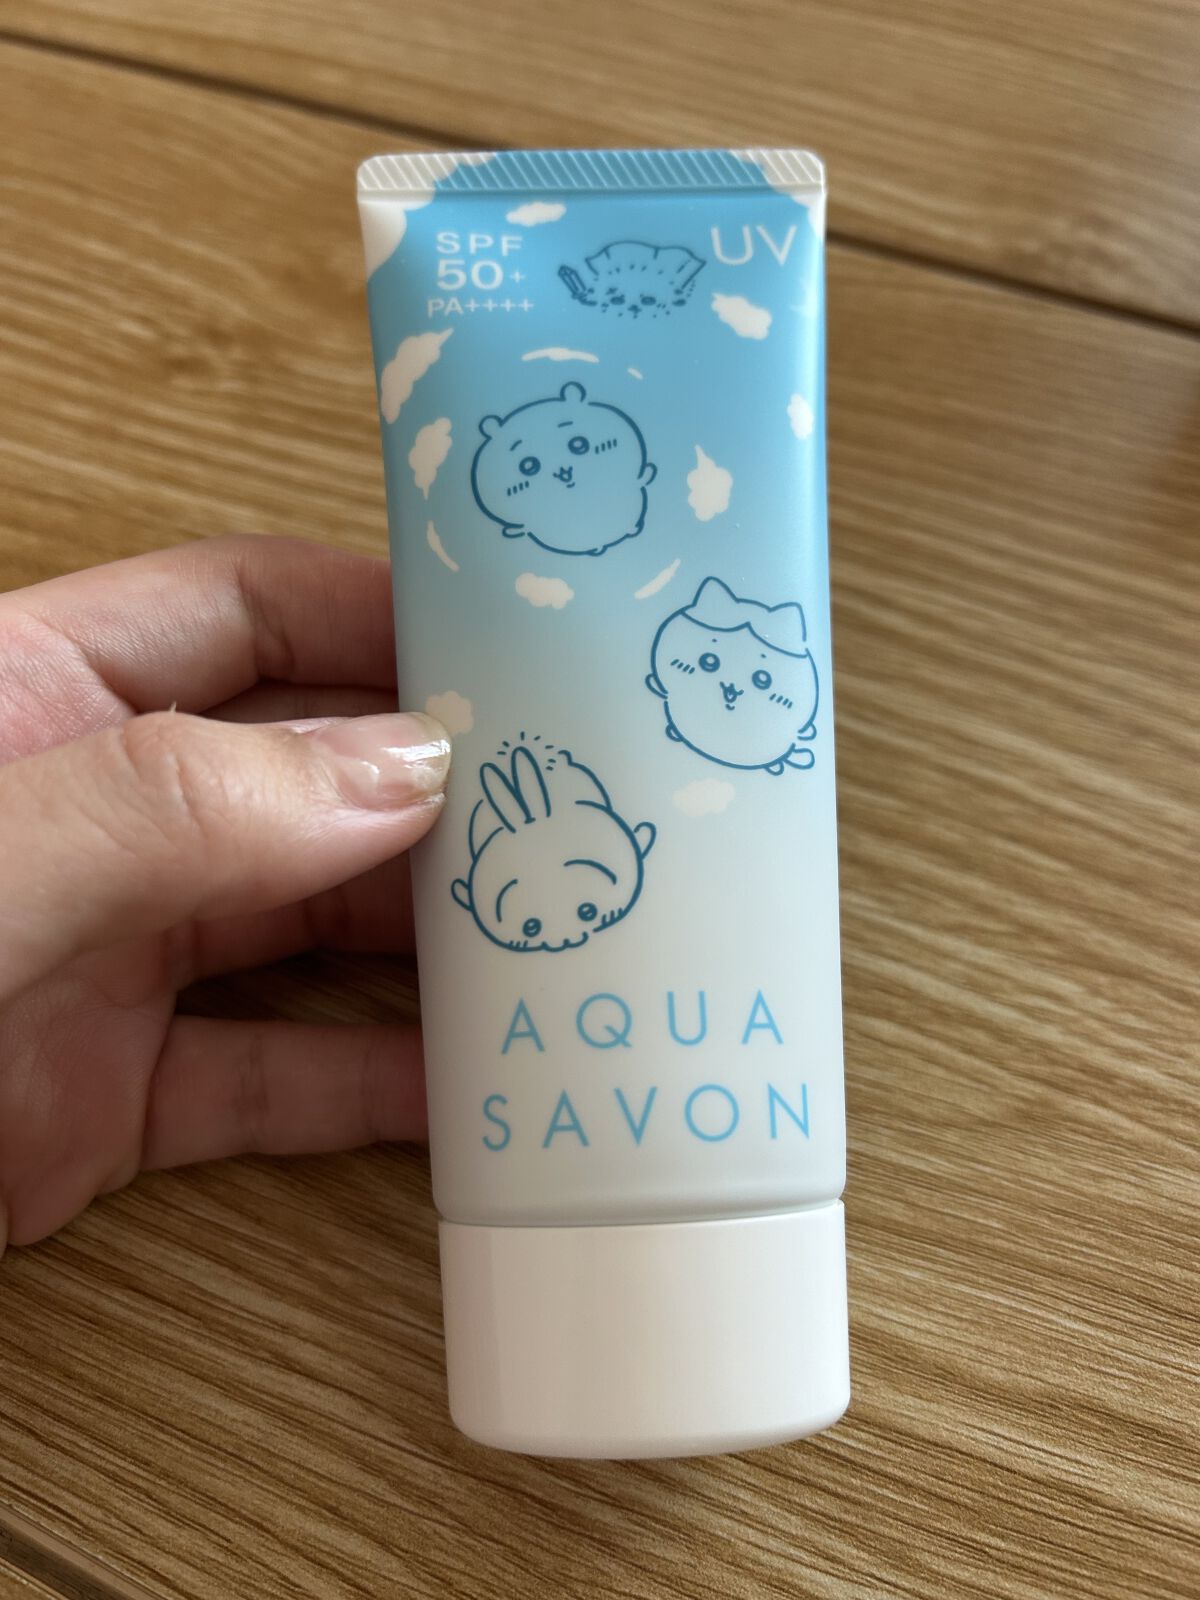 SPF
50+
PA++++
UV
AQUA
SAVON